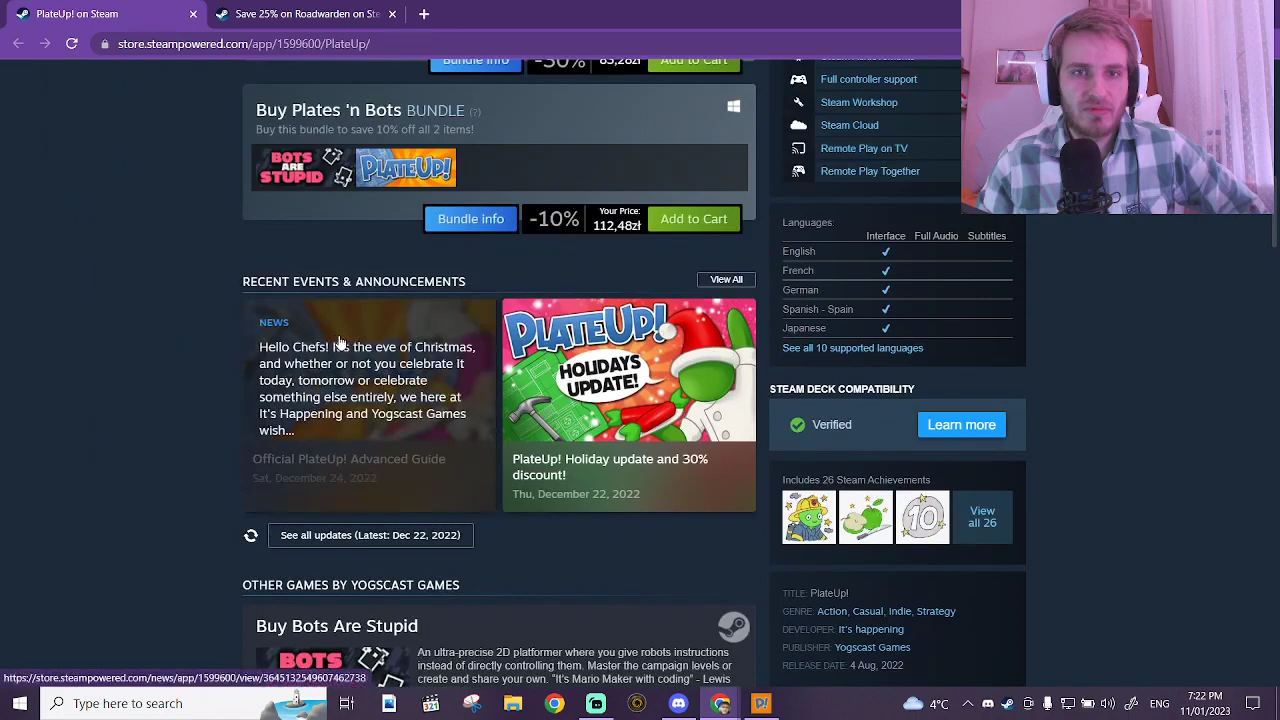 PlateUp! on Steam
Save 25% on PlateUp! on Ste
store.steampowered.com/app/1599600/PlateUp/
Bundle info
-30%
83,28zł
Add to Cart
Buy Plates 'n Bots BUNDLE (?)
Buy this bundle to save 10% off all 2 items!
BOTS ARE STUPID
PLATEUP!
Bundle info
-10%
Your Price:
112,48zł
Add to Cart
RECENT EVENTS & ANNOUNCEMENTS
View All
NEWS
Hello Chefs! It's the eve of Christmas,
and whether or not you celebrate it
today, tomorrow or celebrate
something else entirely, we here at
It's Happening and Yogscast Games
wish...
Official PlateUp! Advanced Guide
Sat, December 24, 2022
PLATEUP!
HOLIDAYS
UPDATE!
PlateUp! Holiday update and 30%
discount!
Thu, December 22, 2022
See all updates (Latest: Dec 22, 2022)
OTHER GAMES BY YOGSCAST GAMES
Buy Bots Are Stupid
BOTS
An ultra-precise 2D platformer where you give robots instructions
instead of directly controlling them. Master the campaign levels or
create and share your own. "It's Mario Maker with coding" - Lewis
Steam Achievements
Full controller support
Steam Workshop
Steam Cloud
Remote Play on TV
Remote Play Together
Languages:
Interface Full Audio Subtitles
English ✔
French ✔
German ✔
Spanish - Spain ✔
Japanese ✔
See all 10 supported languages
STEAM DECK COMPATIBILITY
Verified
Learn more
Includes 26 Steam Achievements
10
View
all 26
TITLE: PlateUp!
GENRE: Action, Casual, Indie, Strategy
DEVELOPER: It's happening
PUBLISHER: Yogscast Games
RELEASE DATE: 4 Aug, 2022
https://store.steampowered.com/news/app/1599600/view/3645132549607462738
Type here to search
4°C
7:22 PM
11/01/2023